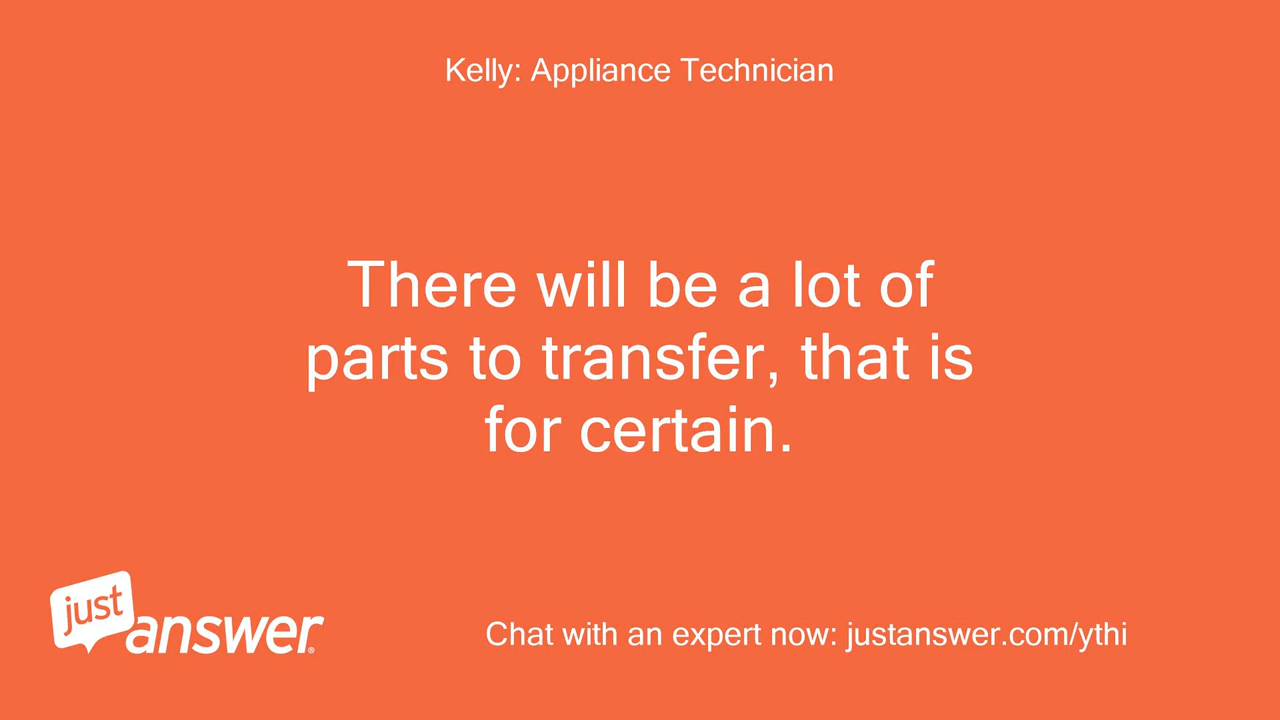 Kelly: Appliance Technician
There will be a lot of
parts to transfer, that is
for certain.
just
answer®
Chat with an expert now: justanswer.com/ythi